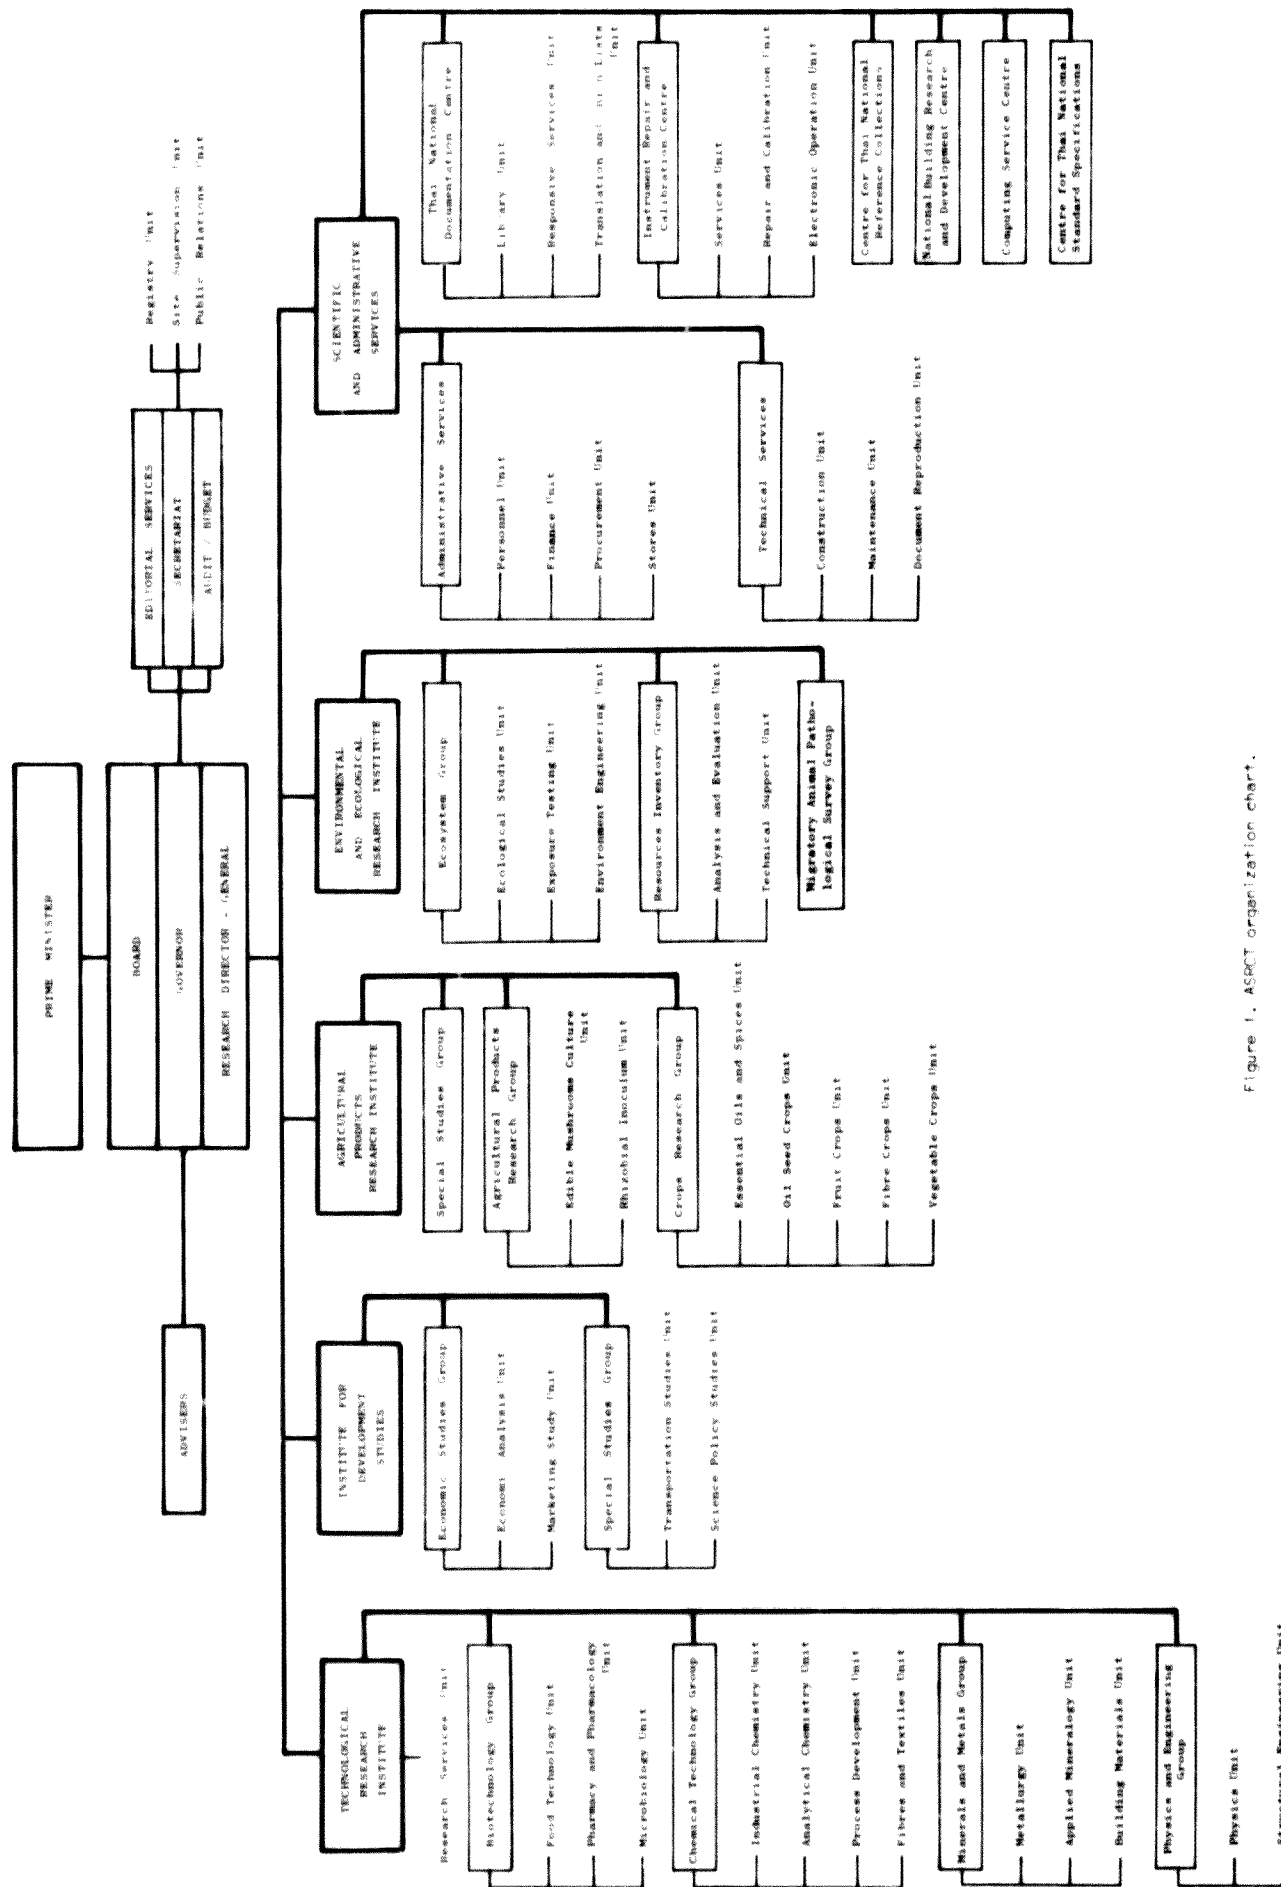 PRIME MINISTER
BOARD
GOVERNOR
RESEARCH DIRECTOR - GENERAL
ADVISERS
EDITORIAL SERVICES
SECRETARIAT
AUDIT / BUDGET
Registry Unit
Site Supervision Unit
Public Relations Unit
TECHNOLOGICAL
RESEARCH
INSTITUTE
Research Services Unit
Biotechnology Group
Food Technology Unit
Pharmacy and Pharmacology
Unit
Microbiology Unit
Chemical Technology Group
Industrial Chemistry Unit
Analytical Chemistry Unit
Process Development Unit
Fibres and Textiles Unit
Minerals and Metals Group
Metallurgy Unit
Applied Mineralogy Unit
Building Materials Unit
Physics and Engineering
Group
Physics Unit
Structural Engineering Unit
INSTITUTE FOR
DEVELOPMENT
STUDIES
Economic Studies Group
Economi Analysis Unit
Marketing Study Unit
Special Studies Group
Transportation Studies Unit
Science Policy Studies Unit
AGRICULTURAL
PRODUCTS
RESEARCH INSTITUTE
Special Studies Group
Agricultural Products
Research Group
Edible Mushrooms Culture
Unit
Rhizobial Inoculum Unit
Crops Research Group
Essential Oils and Spices Unit
Oil Seed Crops Unit
Fruit Crops Unit
Fibre Crops Unit
Vegetable Crops Unit
ENVIRONMENTAL
AND ECOLOGICAL
RESEARCH INSTITUTE
Ecosystem Group
Ecological Studies Unit
Exposure Testing Unit
Environment Engineering Unit
Resources Inventory Group
Analysis and Evaluation Unit
Technical Support Unit
Migratory Animal Patho-
logical Survey Group
SCIENTIFIC
AND ADMINISTRATIVE
SERVICES
Administrative Services
Personnel Unit
Finance Unit
Procurement Unit
Stores Unit
Technical Services
Construction Unit
Maintenance Unit
Document Reproduction Unit
Thai National
Documentation Centre
Library Unit
Responsive Services Unit
Translation and Lists
Unit
Instrument Repair and
Calibration Centre
Services Unit
Repair and Calibration Unit
Electronic Operation Unit
Centre for Thai National
Reference Collections
National Building Research
and Development Centre
Computing Service Centre
Centre for Thai National
Standard Specifications
Figure 1. ASRCT organization chart.